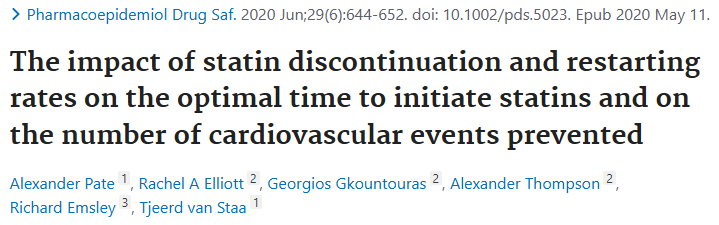 > Pharmacoepidemiol Drug Saf. 2020 Jun;29(6):644-652. doi: 10.1002/pds.5023. Epub 2020 May 11.
The impact of statin discontinuation and restarting
rates on the optimal time to initiate statins and on
the number of cardiovascular events prevented
Alexander Pate 1, Rachel A Elliott 2, Georgios Gkountouras 2, Alexander Thompson 2,
Richard Emsley 3, Tjeerd van Staa 1